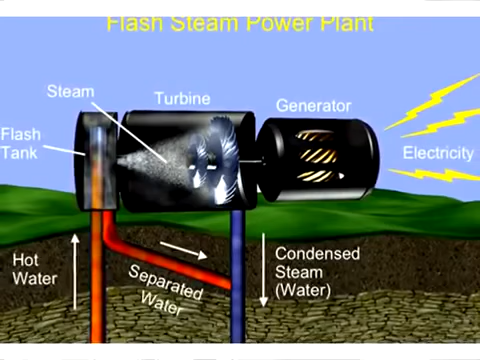 Flash Steam Power Plant
Steam
Turbine
Generator
Flash
Tank
Electricity
Hot
Water
Separated
Water
Condensed
Steam
(Water)